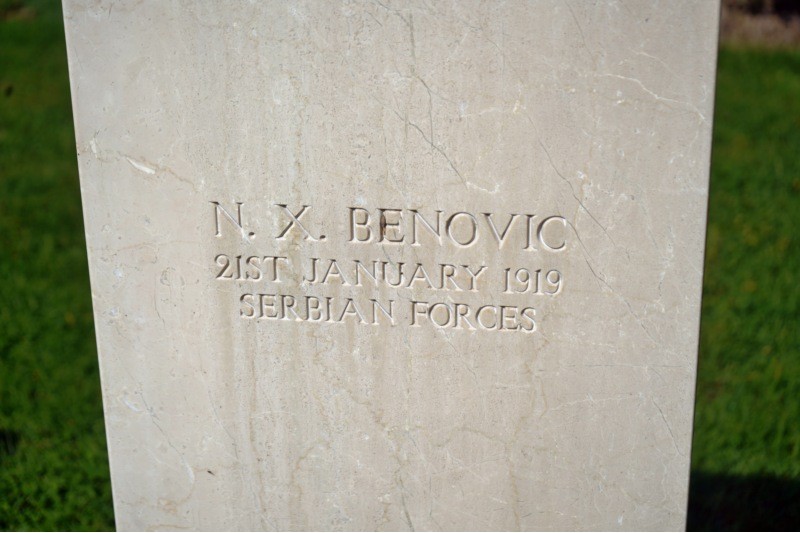 N. X. BENOVIC
21ST JANUARY 1919
SERBIAN FORCES